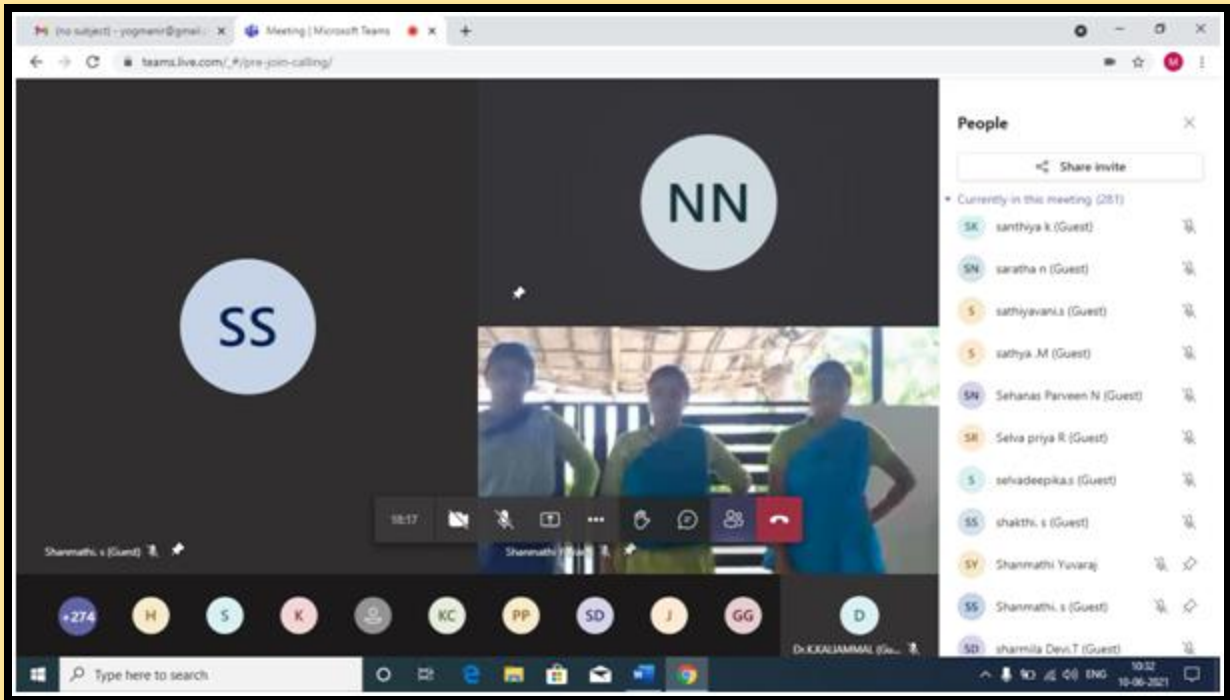 (no subject) - yogmanir@gmail.
Meeting | Microsoft Teams
teams.live.com/_#/pre-join-calling/
M
People
Share invite
Currently in this meeting (281)
SK santhiya k (Guest)
SN saratha n (Guest)
S sathiyavani.s (Guest)
S sathya .M (Guest)
SN Sehanas Parveen N (Guest)
SR Selva priya R (Guest)
S selvadeepika.s (Guest)
SS shakthi. s (Guest)
SY Shanmathi Yuvaraj
SS Shanmathi. s (Guest)
SD sharmila Devi.T (Guest)
SS
NN
18:17
Shanmathi. s (Guest)
Shanmathi
+274 H S K KC PP SD J GG D
Dr.K.KALIAMMAL (Gu...
Type here to search
ENG
10:32
10-06-2021